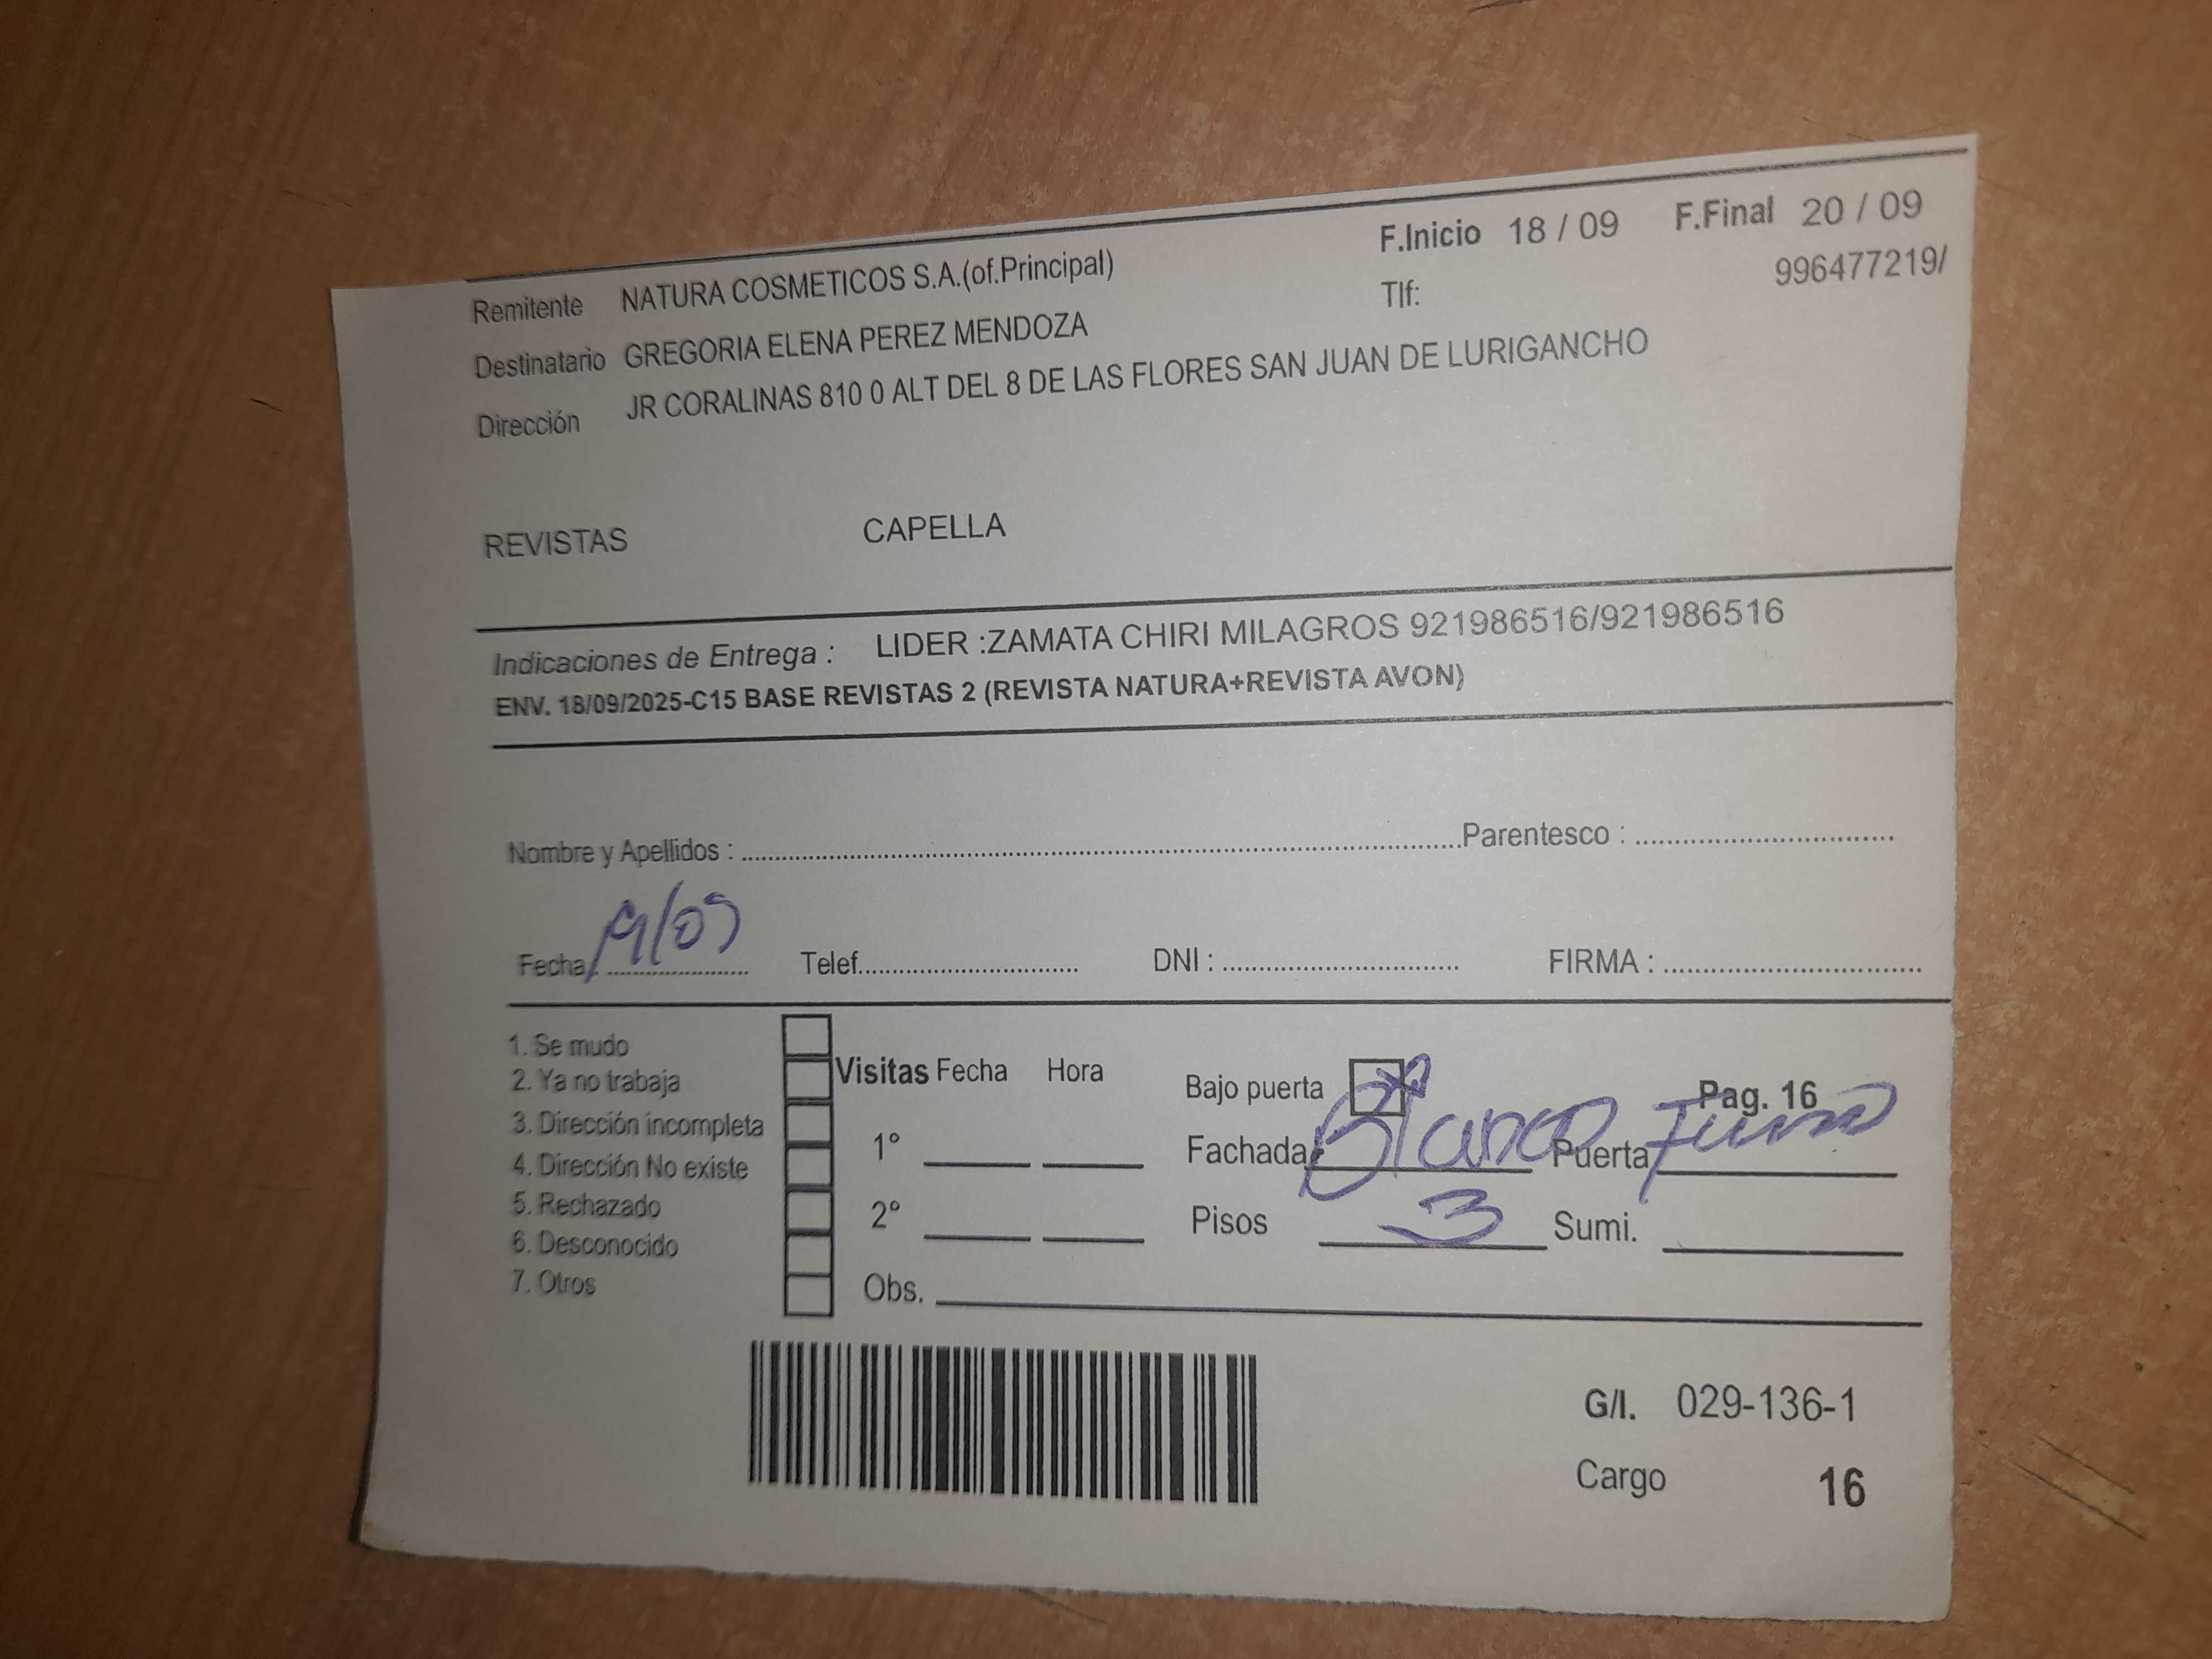 F.Inicio 18 / 09 F.Final 20 / 09
Remitente NATURA COSMETICOS S.A.(of.Principal) Tlf: 996477219/
Destinatario GREGORIA ELENA PEREZ MENDOZA
Dirección JR CORALINAS 810 0 ALT DEL 8 DE LAS FLORES SAN JUAN DE LURIGANCHO
REVISTAS CAPELLA
Indicaciones de Entrega : LIDER :ZAMATA CHIRI MILAGROS 921986516/921986516
ENV. 18/09/2025-C15 BASE REVISTAS 2 (REVISTA NATURA+REVISTA AVON)
Nombre y Apellidos : Parentesco :
Fecha 19/09 Telef. DNI : FIRMA :
1. Se mudo
2. Ya no trabaja
3. Dirección incompleta
4. Dirección No existe
5. Rechazado
6. Desconocido
7. Otros
Visitas Fecha Hora
1°
2°
Obs.
Bajo puerta Pag. 16
Fachada Blanco Puerta
Pisos 3 Sumi.
G/I. 029-136-1
Cargo 16